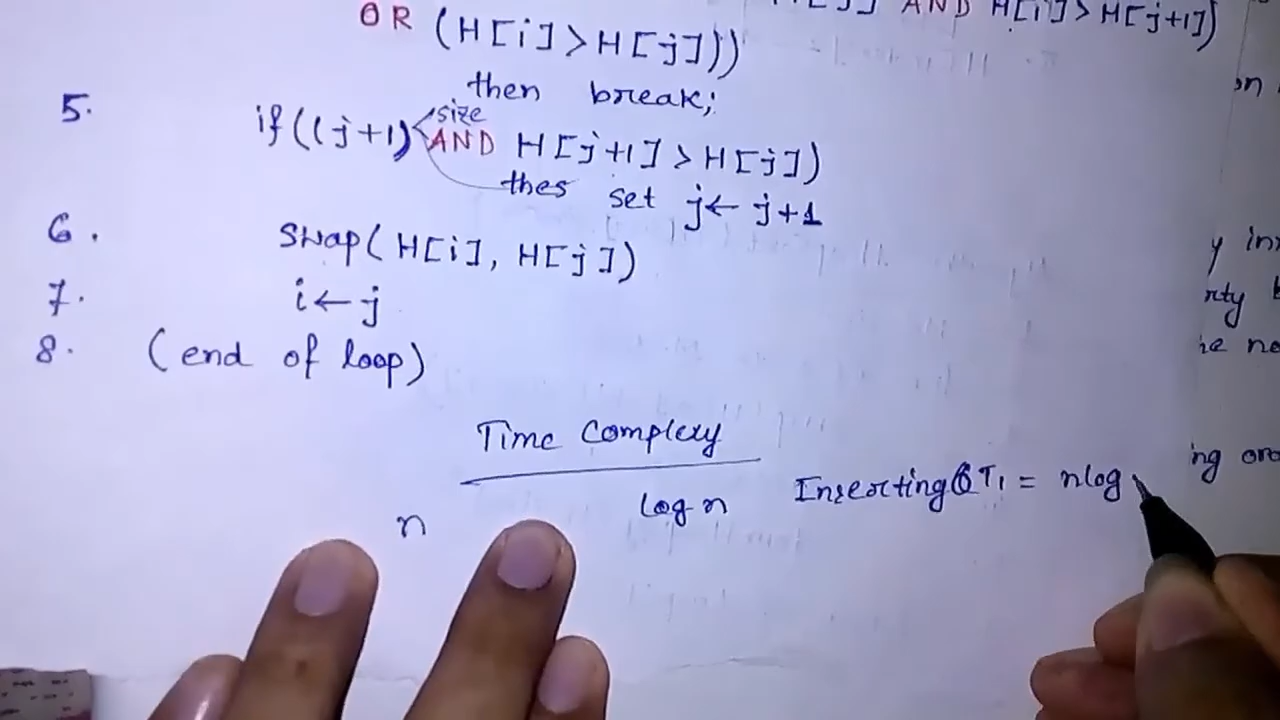 AND H[i]>H[j+1])
OR (H[i]>H[j]))
then break;
5. if((j+1)<size AND H[j+1]>H[j])
thes set j← j+1
6. Swap(H[i], H[j])
7. i←j
8. (end of loop)
Time Complexy
n log n Inserting T1 = nlog